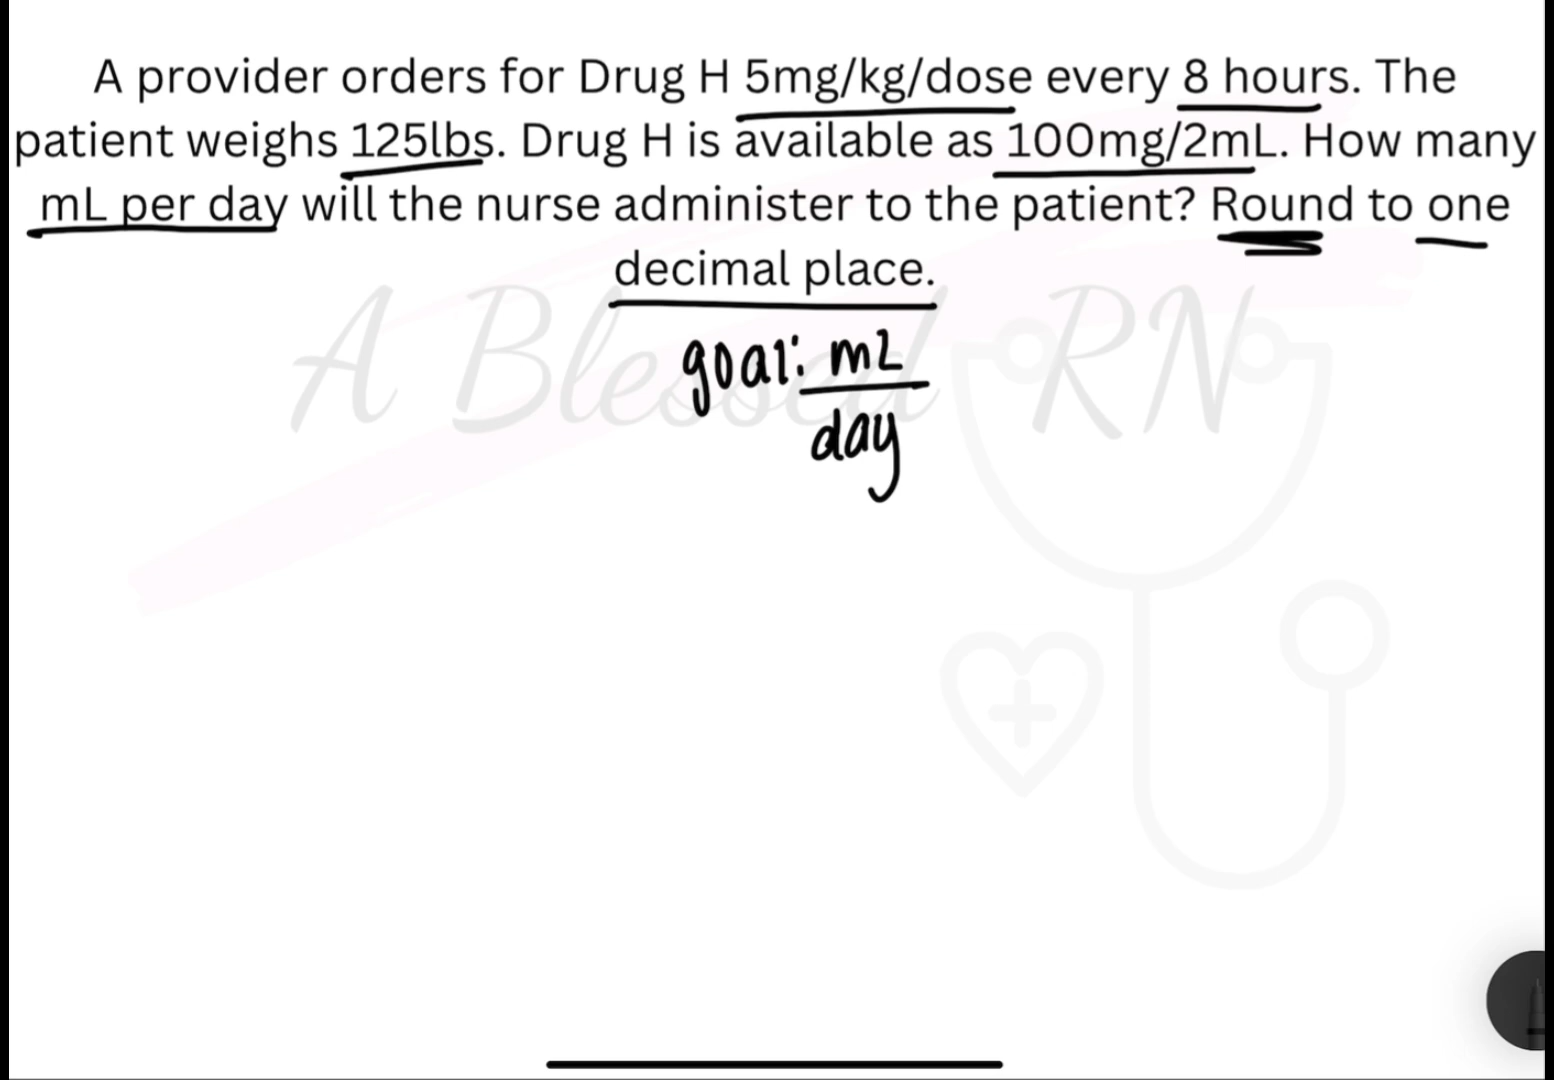 A provider orders for Drug H 5mg/kg/dose every 8 hours. The
patient weighs 125lbs. Drug H is available as 100mg/2mL. How many
mL per day will the nurse administer to the patient? Round to one
decimal place.
A Blessed RN
goal: mL
day